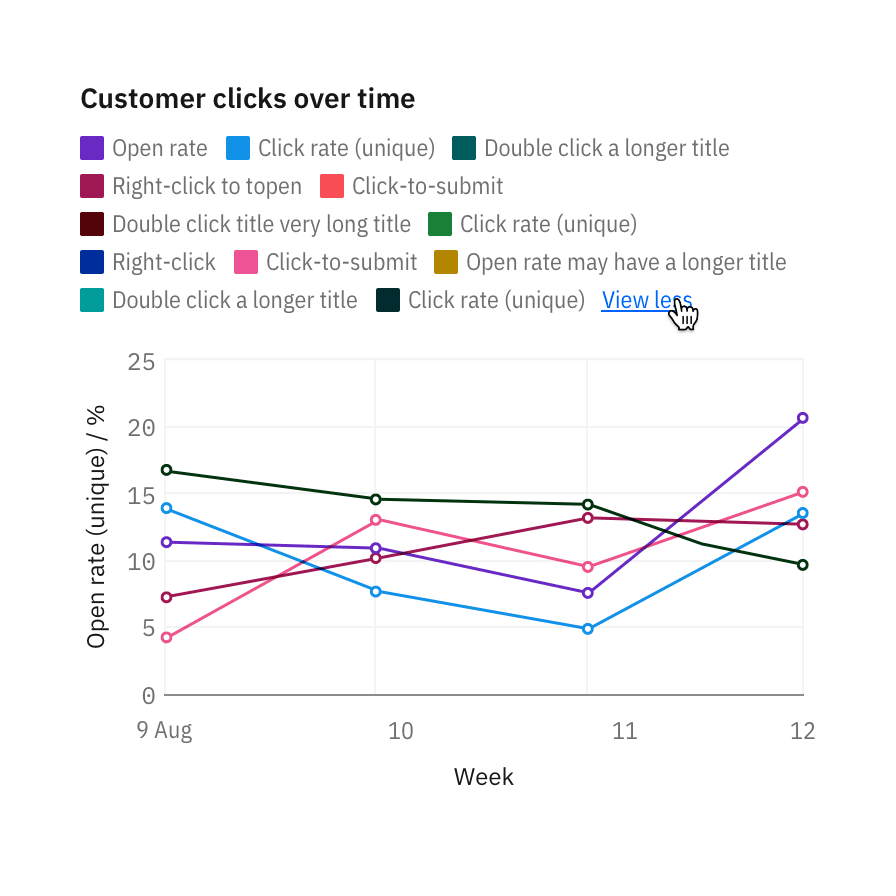 Customer clicks over time
Open rate Click rate (unique) Double click a longer title
Right-click to topen Click-to-submit
Double click title very long title Click rate (unique)
Right-click Click-to-submit Open rate may have a longer title
Double click a longer title Click rate (unique) View less
Open rate (unique) / %
25
20
15
10
5
0
9 Aug 10 11 12
Week